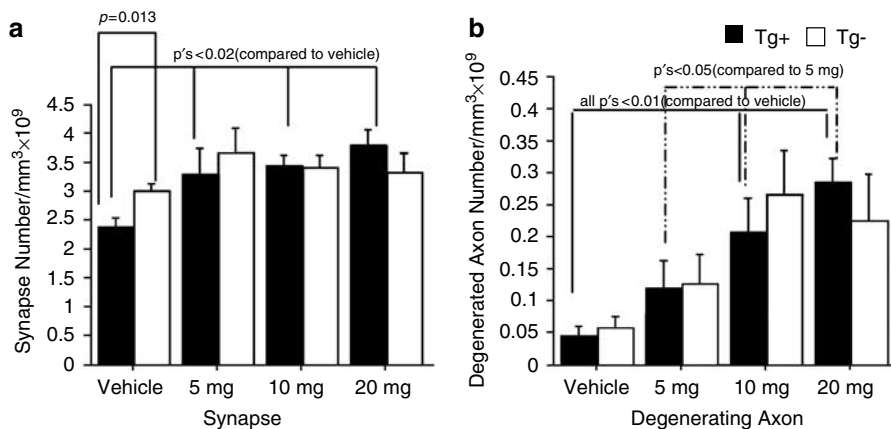 a
p=0.013
p's<0.02(compared to vehicle)
Synapse Number/mm³×10⁹
4.5
4
3.5
3
2.5
2
1.5
1
0.5
0
Vehicle 5 mg 10 mg 20 mg
Synapse
b
Tg+ Tg-
p's<0.05(compared to 5 mg)
all p's<0.01(compared to vehicle)
Degenerated Axon Number/mm³×10⁹
0.45
0.4
0.35
0.3
0.25
0.2
0.15
0.1
0.05
0
Vehicle 5 mg 10 mg 20 mg
Degenerating Axon